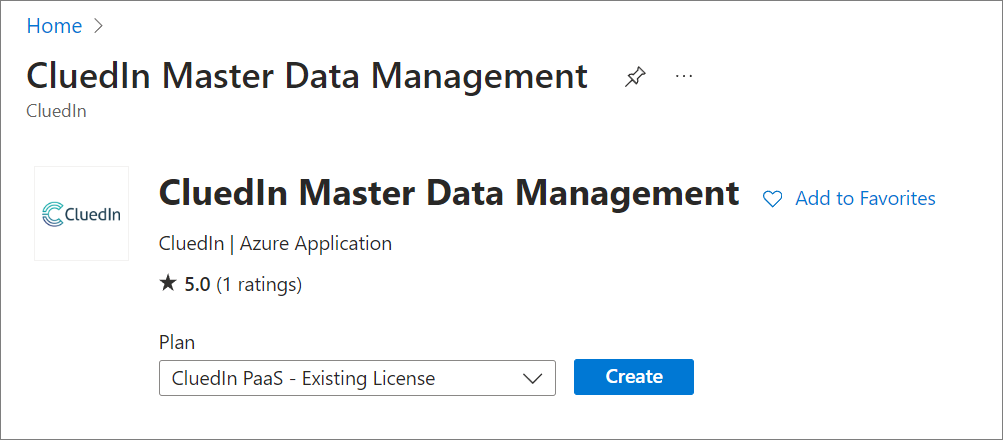 Home
CluedIn Master Data Management
CluedIn
CluedIn
CluedIn Master Data Management
Add to Favorites
CluedIn | Azure Application
★ 5.0 (1 ratings)
Plan
CluedIn PaaS - Existing License
Create